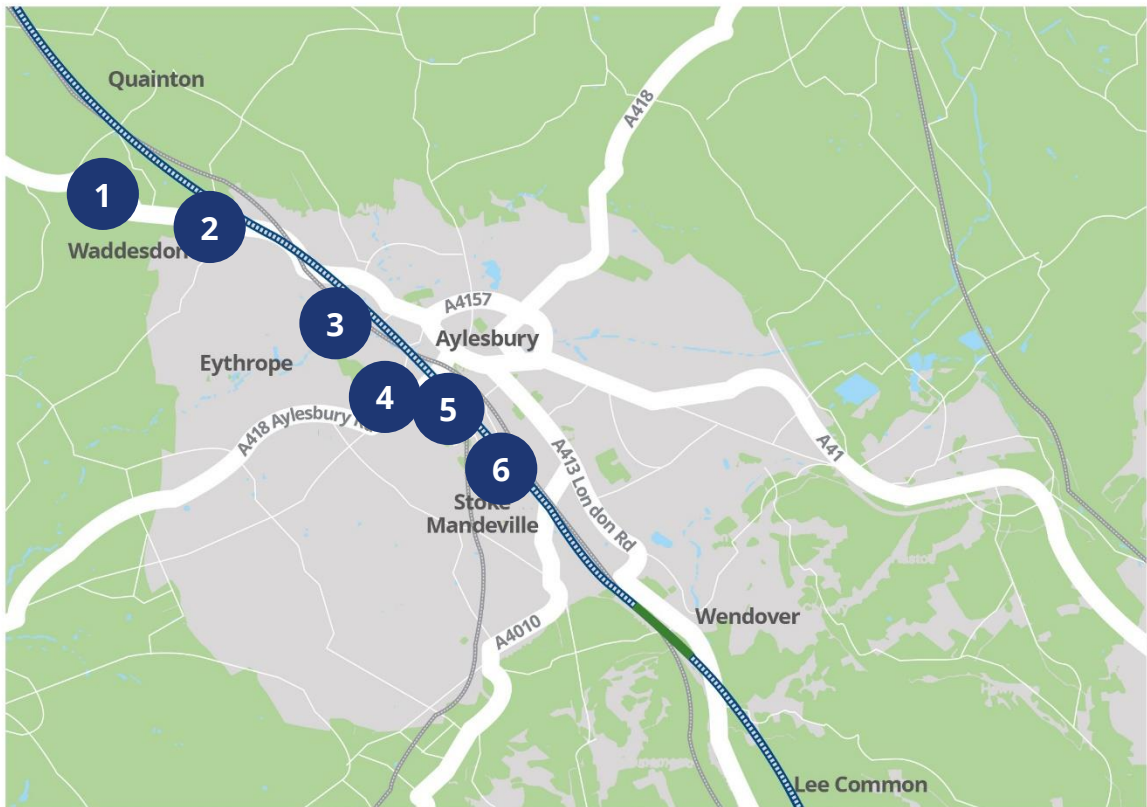 Quainton
A418
1
2
Waddesdon
A4157
3
Aylesbury
Eythrope
4
5
A418 Aylesbury
A41
6
A413 London Rd
Stoke
Mandeville
Wendover
A4010
Lee Common